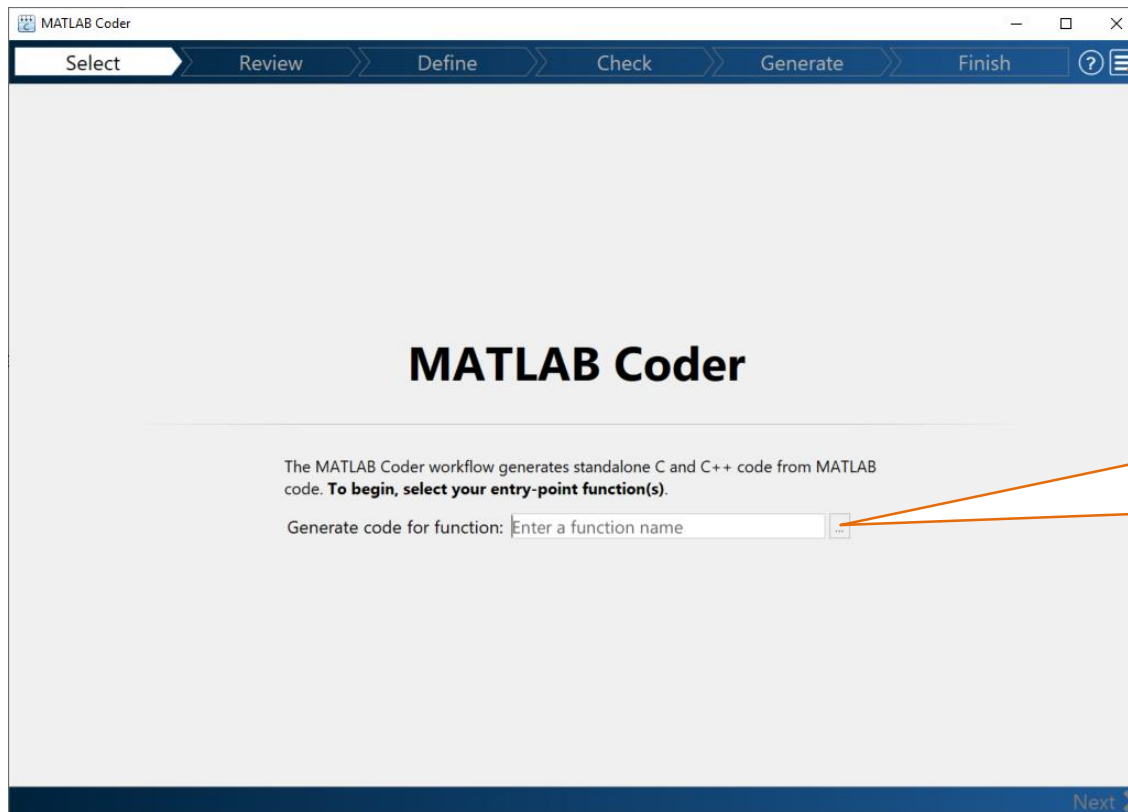 MATLAB Coder
Select Review Define Check Generate Finish ?
MATLAB Coder
The MATLAB Coder workflow generates standalone C and C++ code from MATLAB
code. To begin, select your entry-point function(s).
Generate code for function: Enter a function name ...
Next